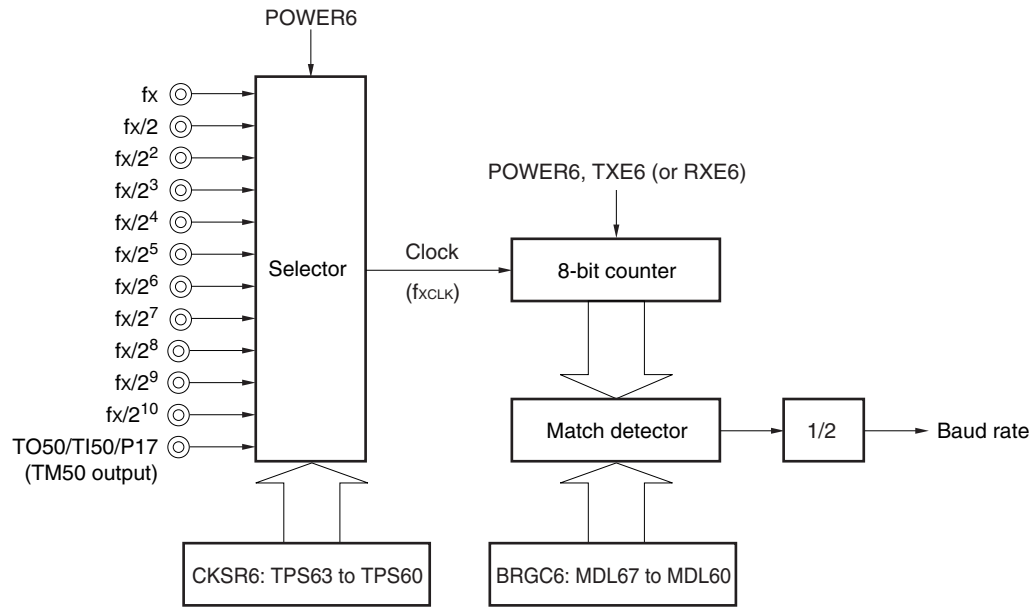 POWER6
fx
fx/2
fx/2²
fx/2³
fx/2⁴
fx/2⁵
fx/2⁶
fx/2⁷
fx/2⁸
fx/2⁹
fx/2¹⁰
TO50/TI50/P17
(TM50 output)
Selector
Clock
(fXCLK)
POWER6, TXE6 (or RXE6)
8-bit counter
Match detector
1/2
Baud rate
CKSR6: TPS63 to TPS60
BRGC6: MDL67 to MDL60